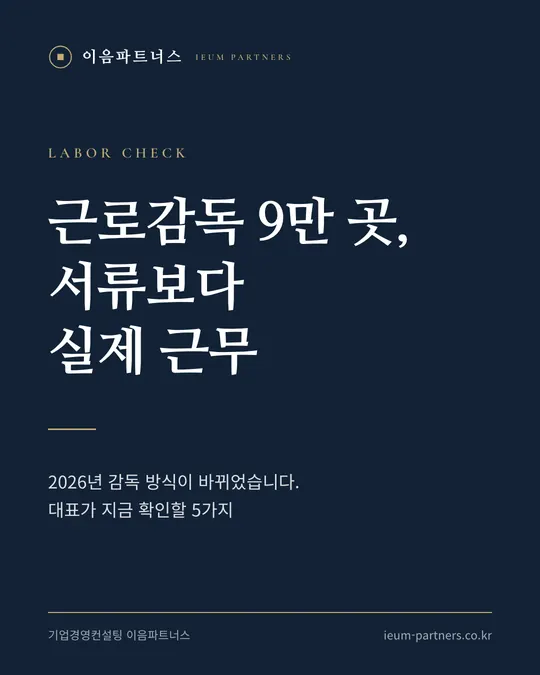 이음파트너스 IEUM PARTNERS
LABOR CHECK
근로감독 9만 곳,
서류보다
실제 근무
2026년 감독 방식이 바뀌었습니다.
대표가 지금 확인할 5가지
기업경영컨설팅 이음파트너스
ieum-partners.co.kr